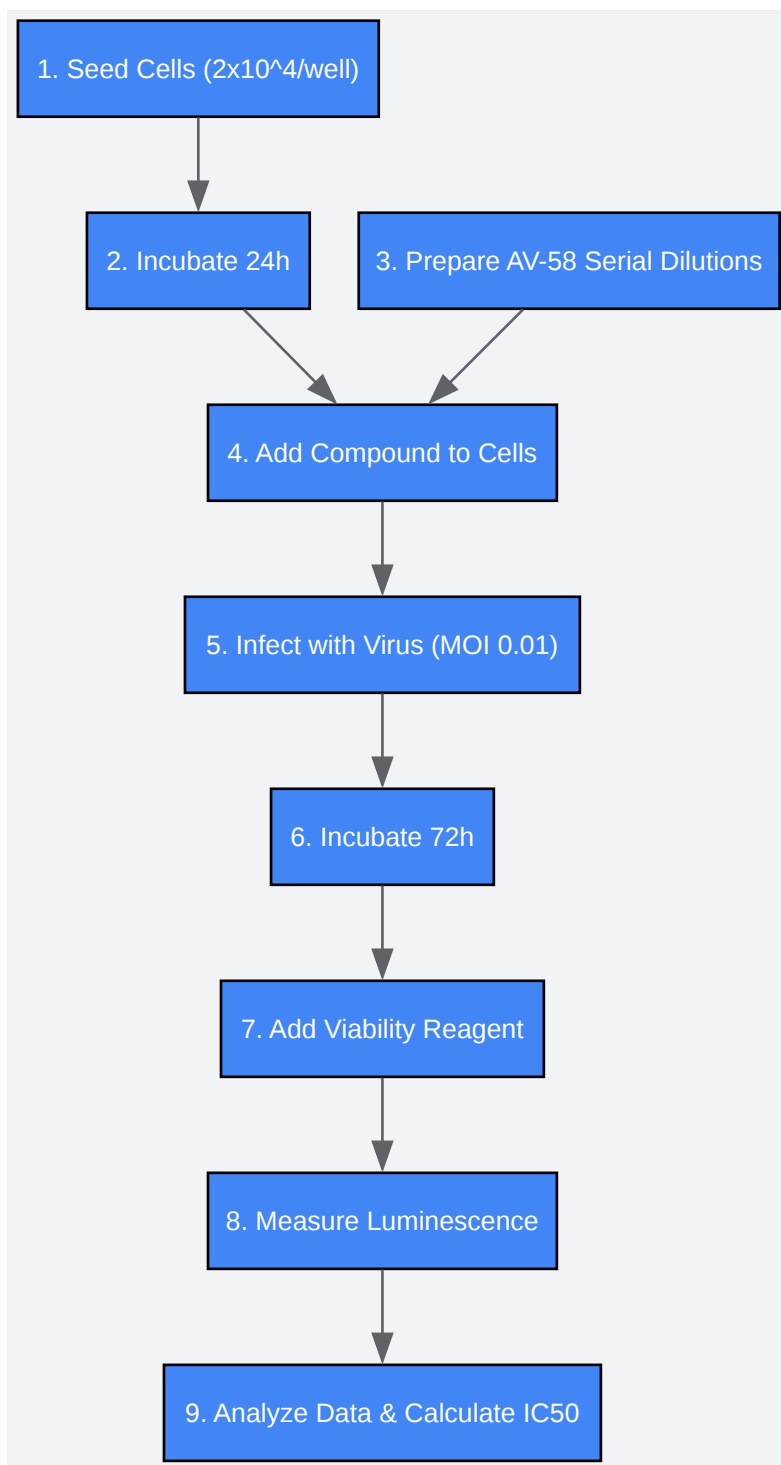 1. Seed Cells (2x10^4/well)
2. Incubate 24h
3. Prepare AV-58 Serial Dilutions
4. Add Compound to Cells
5. Infect with Virus (MOI 0.01)
6. Incubate 72h
7. Add Viability Reagent
8. Measure Luminescence
9. Analyze Data & Calculate IC50